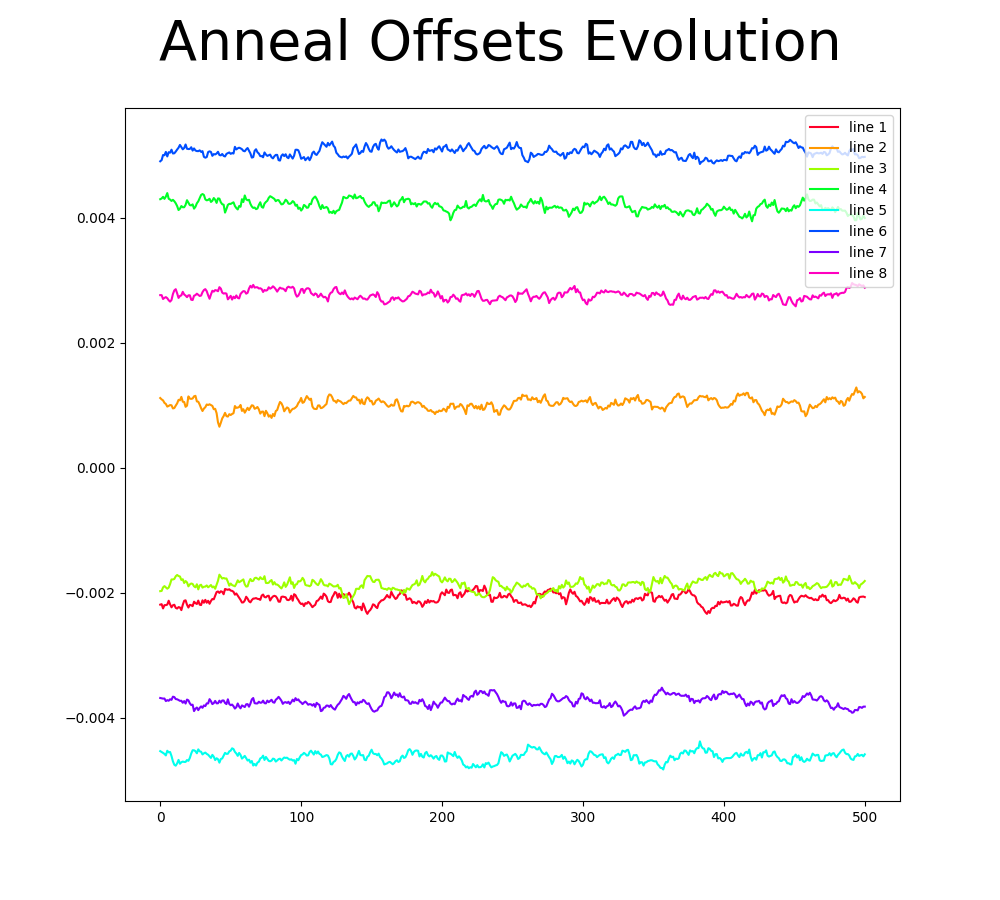 Anneal Offsets Evolution
line 1
line 2
line 3
line 4
line 5
line 6
line 7
line 8
0.004
0.002
0.000
−0.002
−0.004
0
100
200
300
400
500